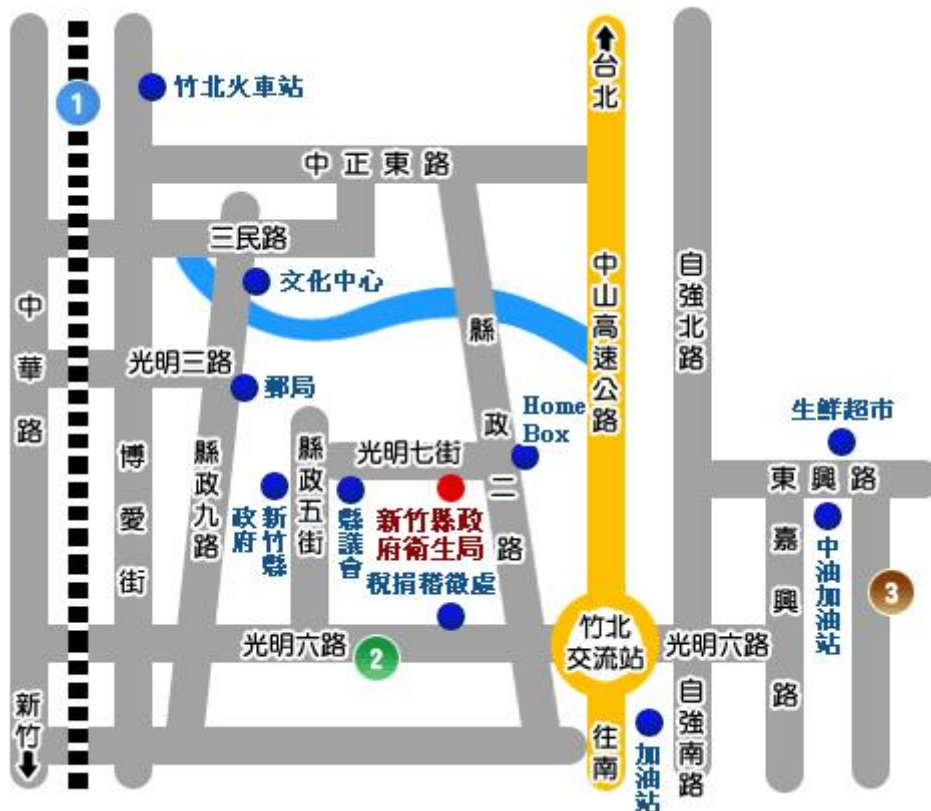 台北
1
竹北火車站
中正東路
三民路
文化中心
中山高速公路
自強北路
中華路
縣政二路
光明三路
郵局
Home
Box
生鮮超市
博愛街
縣政九路
縣政五街
光明七街
東興路
新竹縣
政府
縣議會
新竹縣政
府衛生局
稅捐稽徵處
嘉興路
中油加油站
3
光明六路
2
竹北
交流站
光明六路
新竹
往南
加油站
自強南路